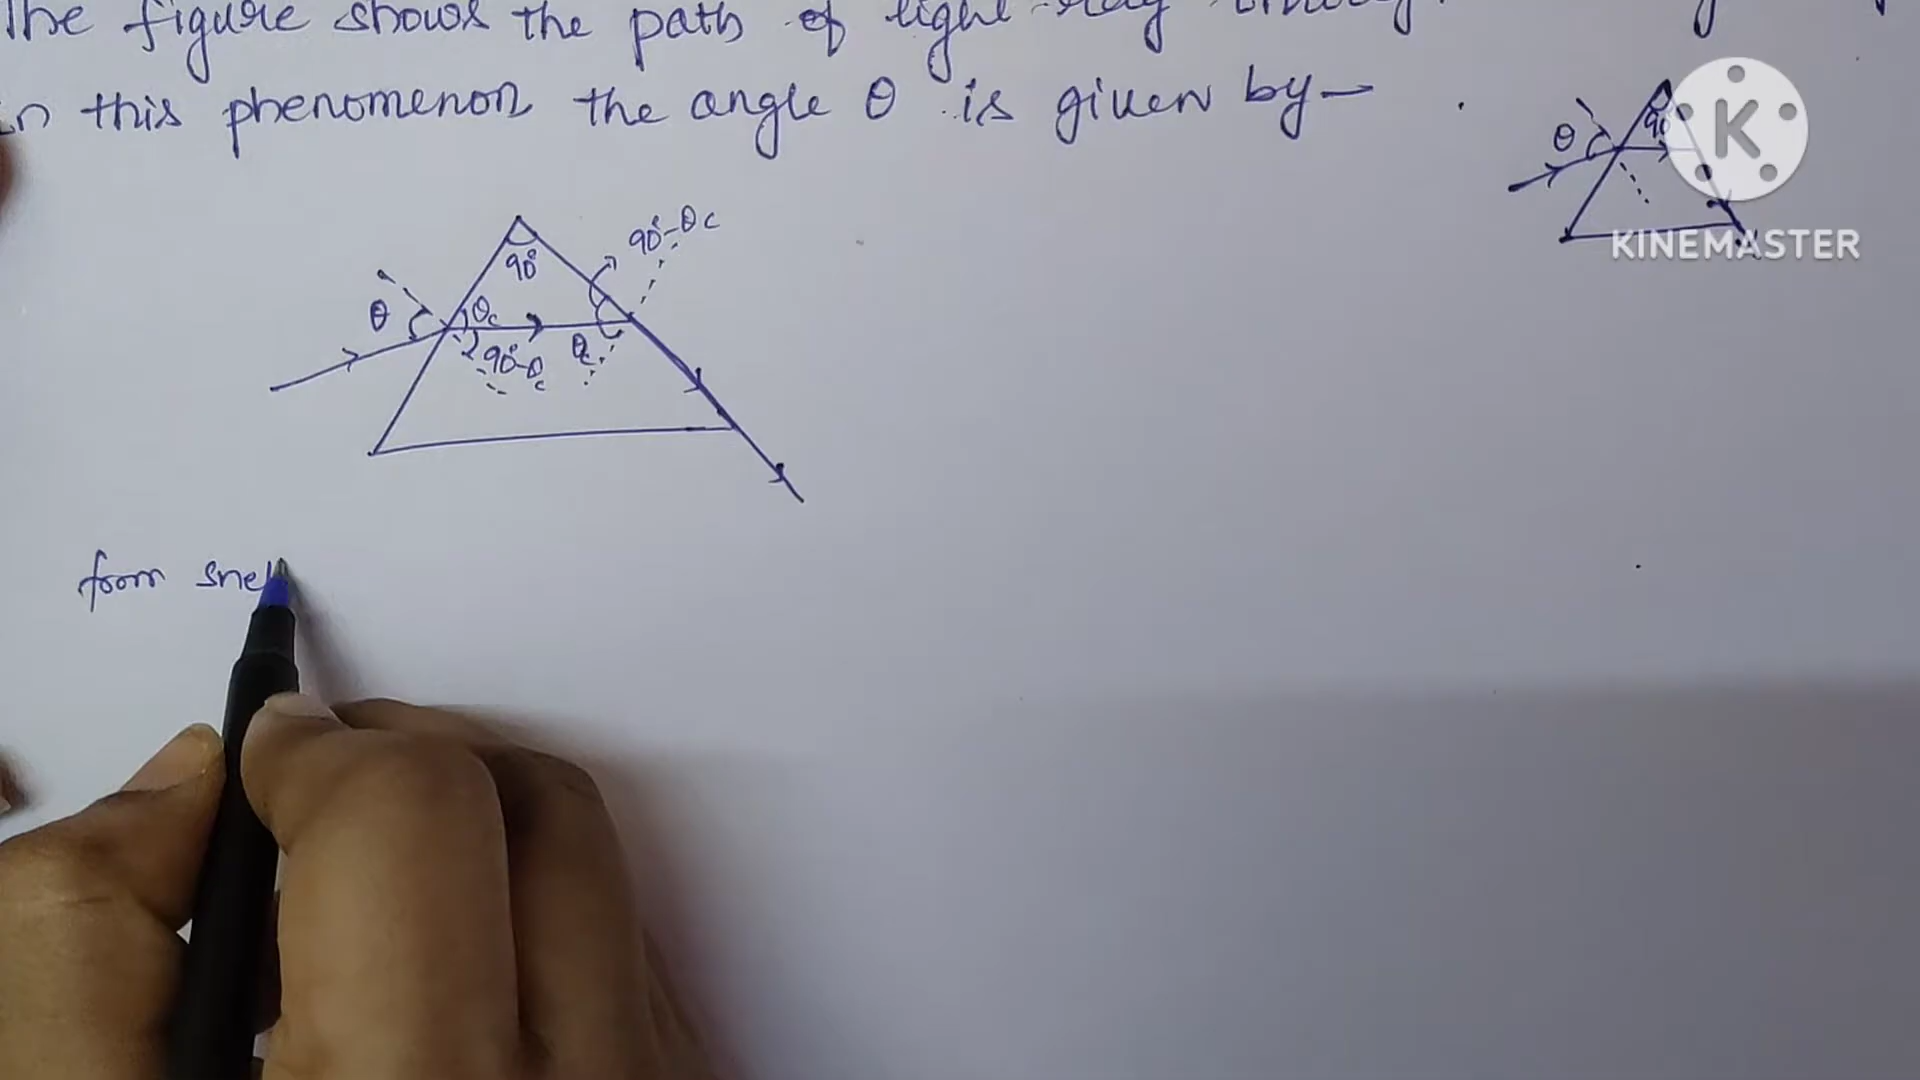 The figure shows the path of light ray
in this phenomenon the angle θ is given by—
θ
90°
K
KINEMASTER
90°-θc
90°
θ
θc
90°-θc
θc
from snell